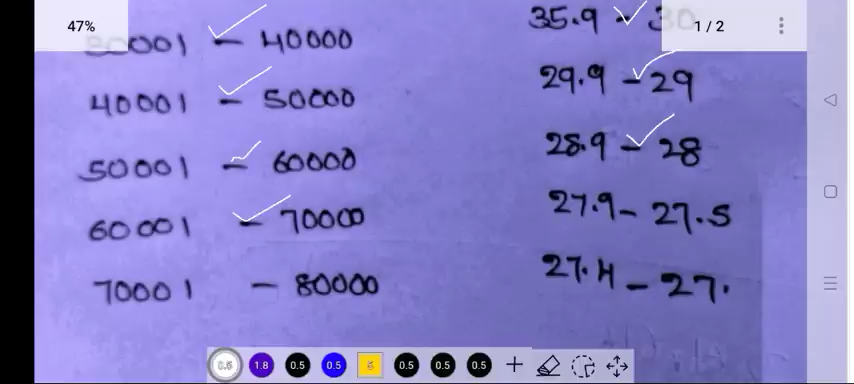 47%
1 / 2
30001 - 40000 35.9 - 30
40001 - 50000 29.9 - 29
50001 - 60000 28.9 - 28
60001 - 70000 27.9 - 27.5
70001 - 80000 27.4 - 27.
0.5 1.8 0.5 0.5 5 0.5 0.5 0.5